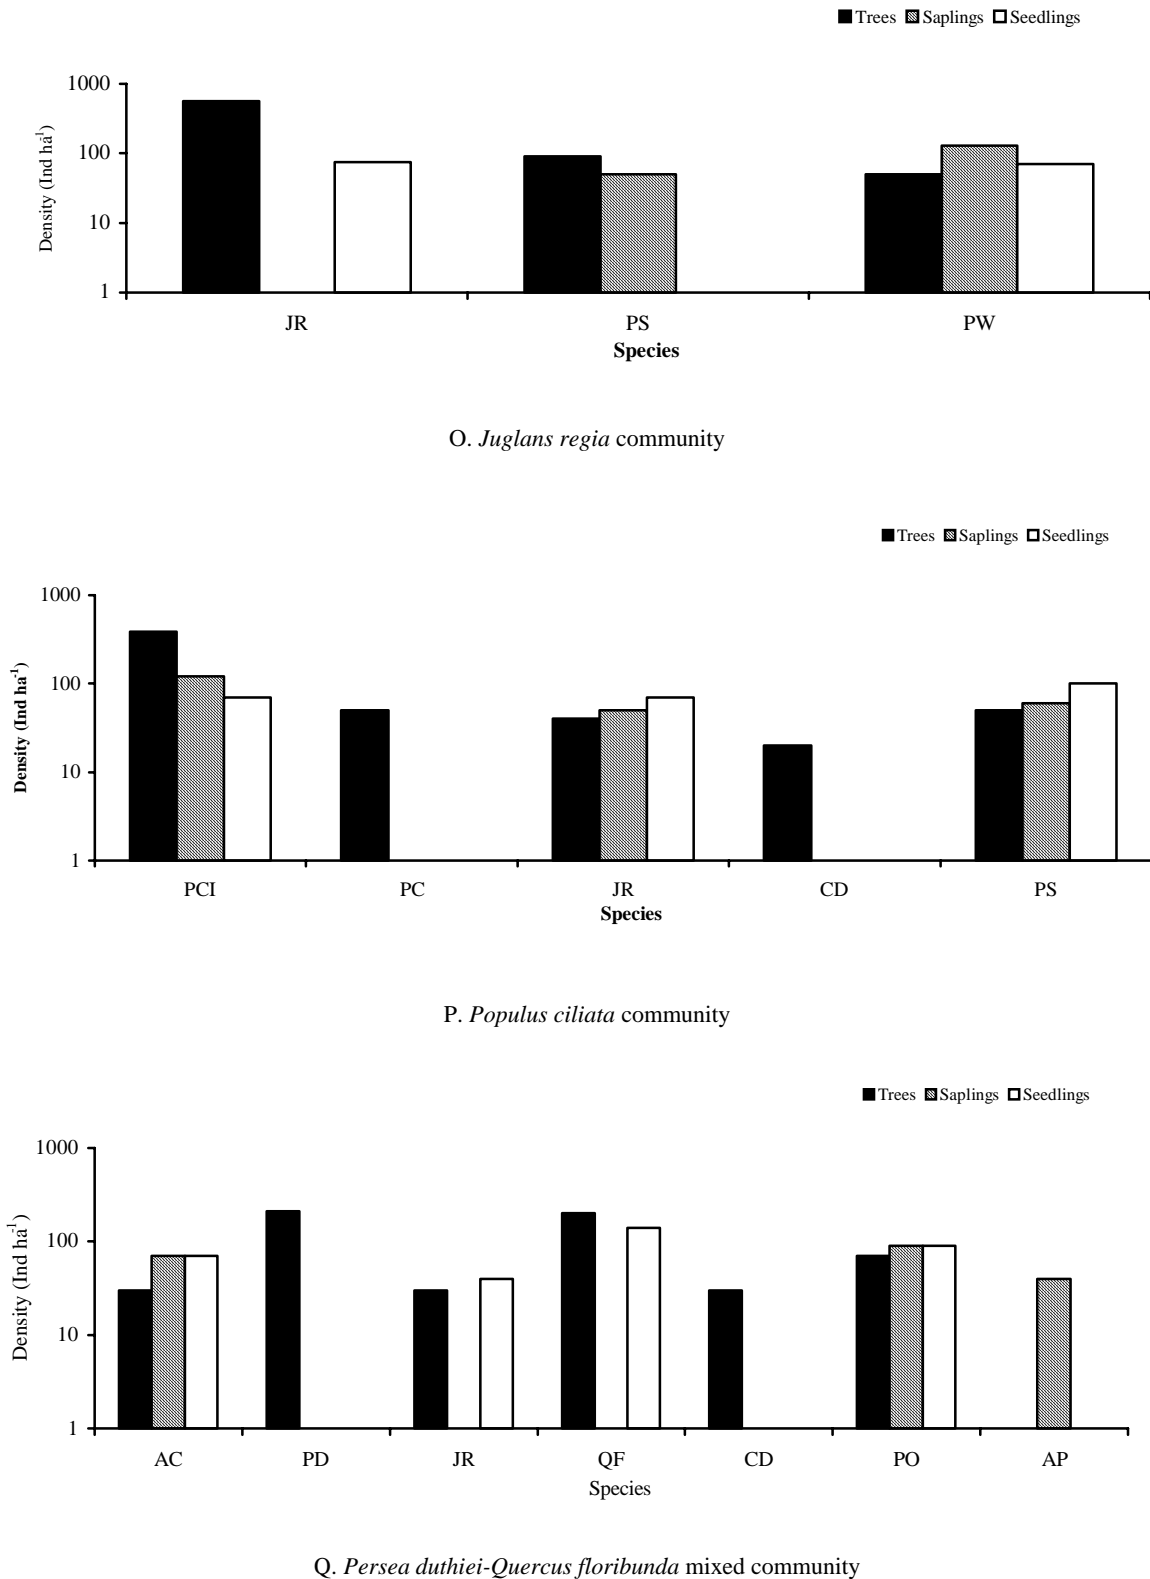 Trees Saplings Seedlings
1000
100
10
1
Density (Ind ha-1)
JR PS PW
Species
O. Juglans regia community
Trees Saplings Seedlings
1000
100
10
1
Density (Ind ha-1)
PCI PC JR CD PS
Species
P. Populus ciliata community
Trees Saplings Seedlings
1000
100
10
1
Density (Ind ha-1)
AC PD JR QF CD PO AP
Species
Q. Persea duthiei-Quercus floribunda mixed community